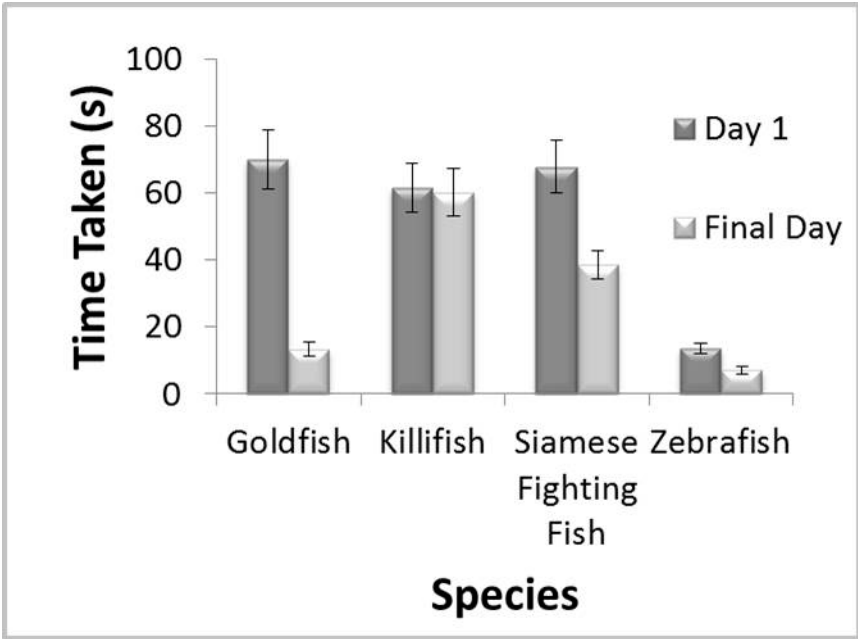 100
80
60
40
20
0
Time Taken (s)
Day 1
Final Day
Goldfish Killifish Siamese Zebrafish
Fighting
Fish
Species